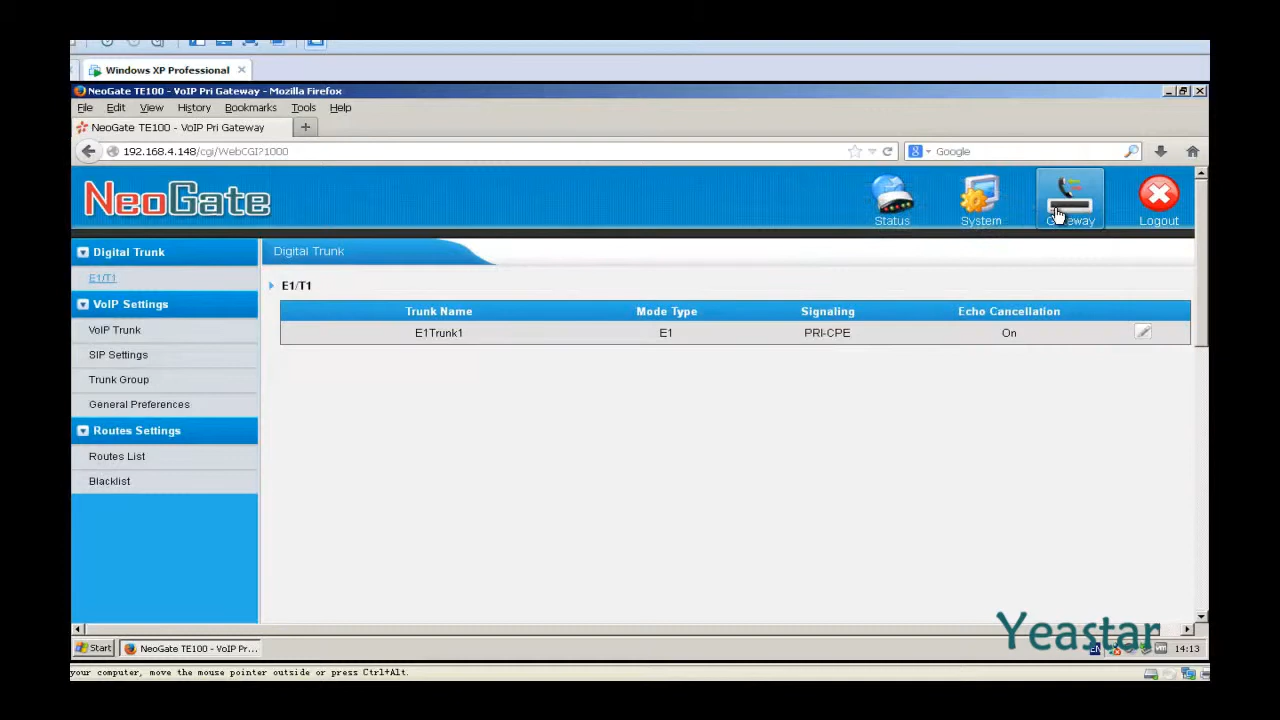 Windows XP Professional
NeoGate TE100 - VoIP Pri Gateway - Mozilla Firefox
File Edit View History Bookmarks Tools Help
NeoGate TE100 - VoIP Pri Gateway
192.168.4.148/cgi/WebCGI?1000
Google
NeoGate
Status
System
Gateway
Logout
Digital Trunk
E1/T1
VoIP Settings
VoIP Trunk
SIP Settings
Trunk Group
General Preferences
Routes Settings
Routes List
Blacklist
Digital Trunk
E1/T1
Trunk Name Mode Type Signaling Echo Cancellation
E1Trunk1 E1 PRI-CPE On
Yeastar
Start
NeoGate TE100 - VoIP Pr...
EN
14:13
your computer, move the mouse pointer outside or press Ctrl+Alt.